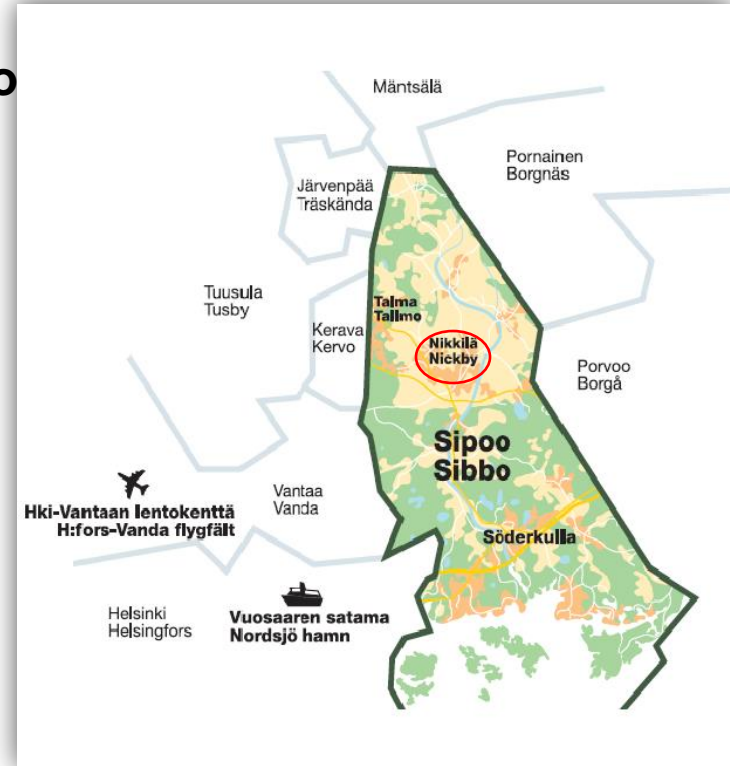 o
Mäntsälä
Pornainen
Borgnäs
Järvenpää
Träskända
Tuusula
Tusby
Talma
Tallmo
Kerava
Kervo
Nikkilä
Nickby
Porvoo
Borgå
Sipoo
Sibbo
Hki-Vantaan lentokenttä
H:fors-Vanda flygfält
Vantaa
Vanda
Söderkulla
Helsinki
Helsingfors
Vuosaaren satama
Nordsjö hamn